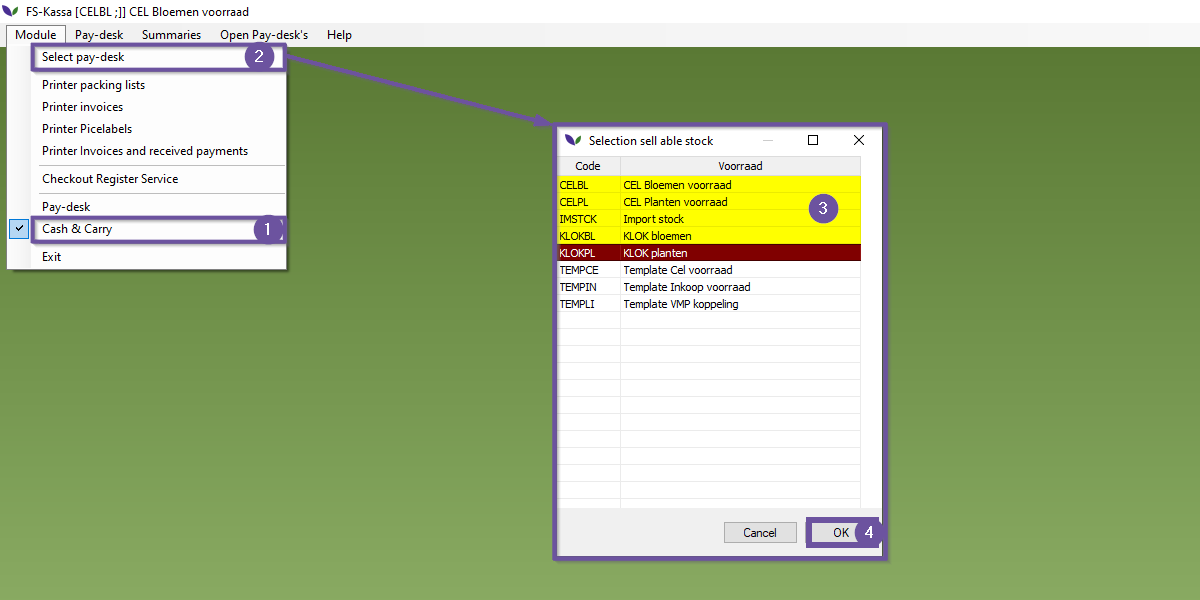 FS-Kassa [CELBL ;]] CEL Bloemen voorraad
Module Pay-desk Summaries Open Pay-desk's Help
Select pay-desk 2
Printer packing lists
Printer invoices
Printer Picelabels
Printer Invoices and received payments
Checkout Register Service
Pay-desk
Cash & Carry 1
Exit
Selection sell able stock
Code Voorraad
CELBL CEL Bloemen voorraad
CELPL CEL Planten voorraad
3
IMSTCK Import stock
KLOKBL KLOK bloemen
KLOKPL KLOK planten
TEMPCE Template Cel voorraad
TEMPIN Template Inkoop voorraad
TEMPLI Template VMP koppeling
Cancel OK 4